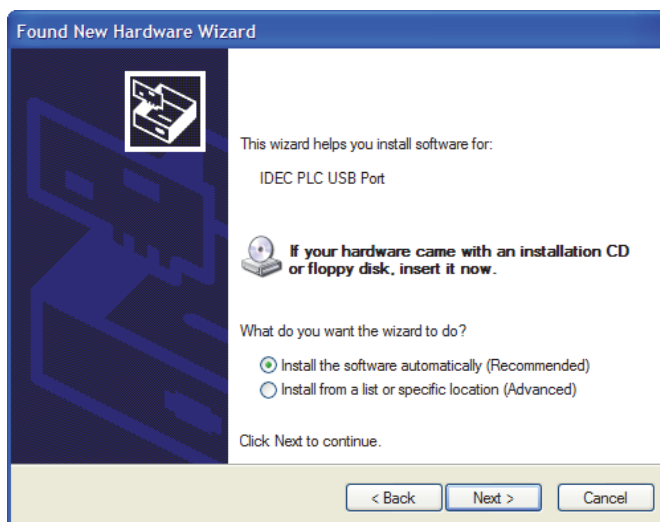 Found New Hardware Wizard
This wizard helps you install software for:
IDEC PLC USB Port
If your hardware came with an installation CD
or floppy disk, insert it now.
What do you want the wizard to do?
Install the software automatically (Recommended)
Install from a list or specific location (Advanced)
Click Next to continue.
< Back Next > Cancel